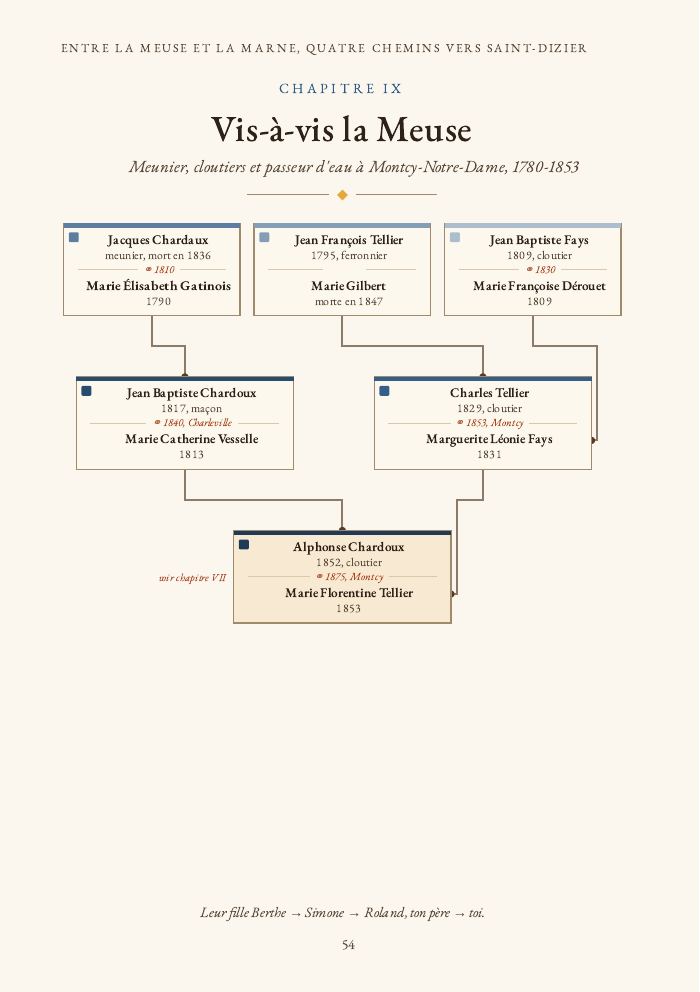 ENTRE LA MEUSE ET LA MARNE, QUATRE CHEMINS VERS SAINT-DIZIER
CHAPITRE IX
Vis-à-vis la Meuse
Meunier, cloutiers et passeur d'eau à Montcy-Notre-Dame, 1780-1853
Jacques Chardaux
meunier, mort en 1836
⚭ 1810
Marie Élisabeth Gatinois
1790
Jean François Tellier
1795, ferronnier
Marie Gilbert
morte en 1847
Jean Baptiste Fays
1809, cloutier
⚭ 1830
Marie Françoise Dérouet
1809
Jean Baptiste Chardoux
1817, maçon
⚭ 1840, Charleville
Marie Catherine Vesselle
1813
Charles Tellier
1829, cloutier
⚭ 1853, Montcy
Marguerite Léonie Fays
1831
Alphonse Chardoux
1852, cloutier
⚭ 1875, Montcy
Marie Florentine Tellier
1853
voir chapitre VII
Leur fille Berthe → Simone → Roland, ton père → toi.
54